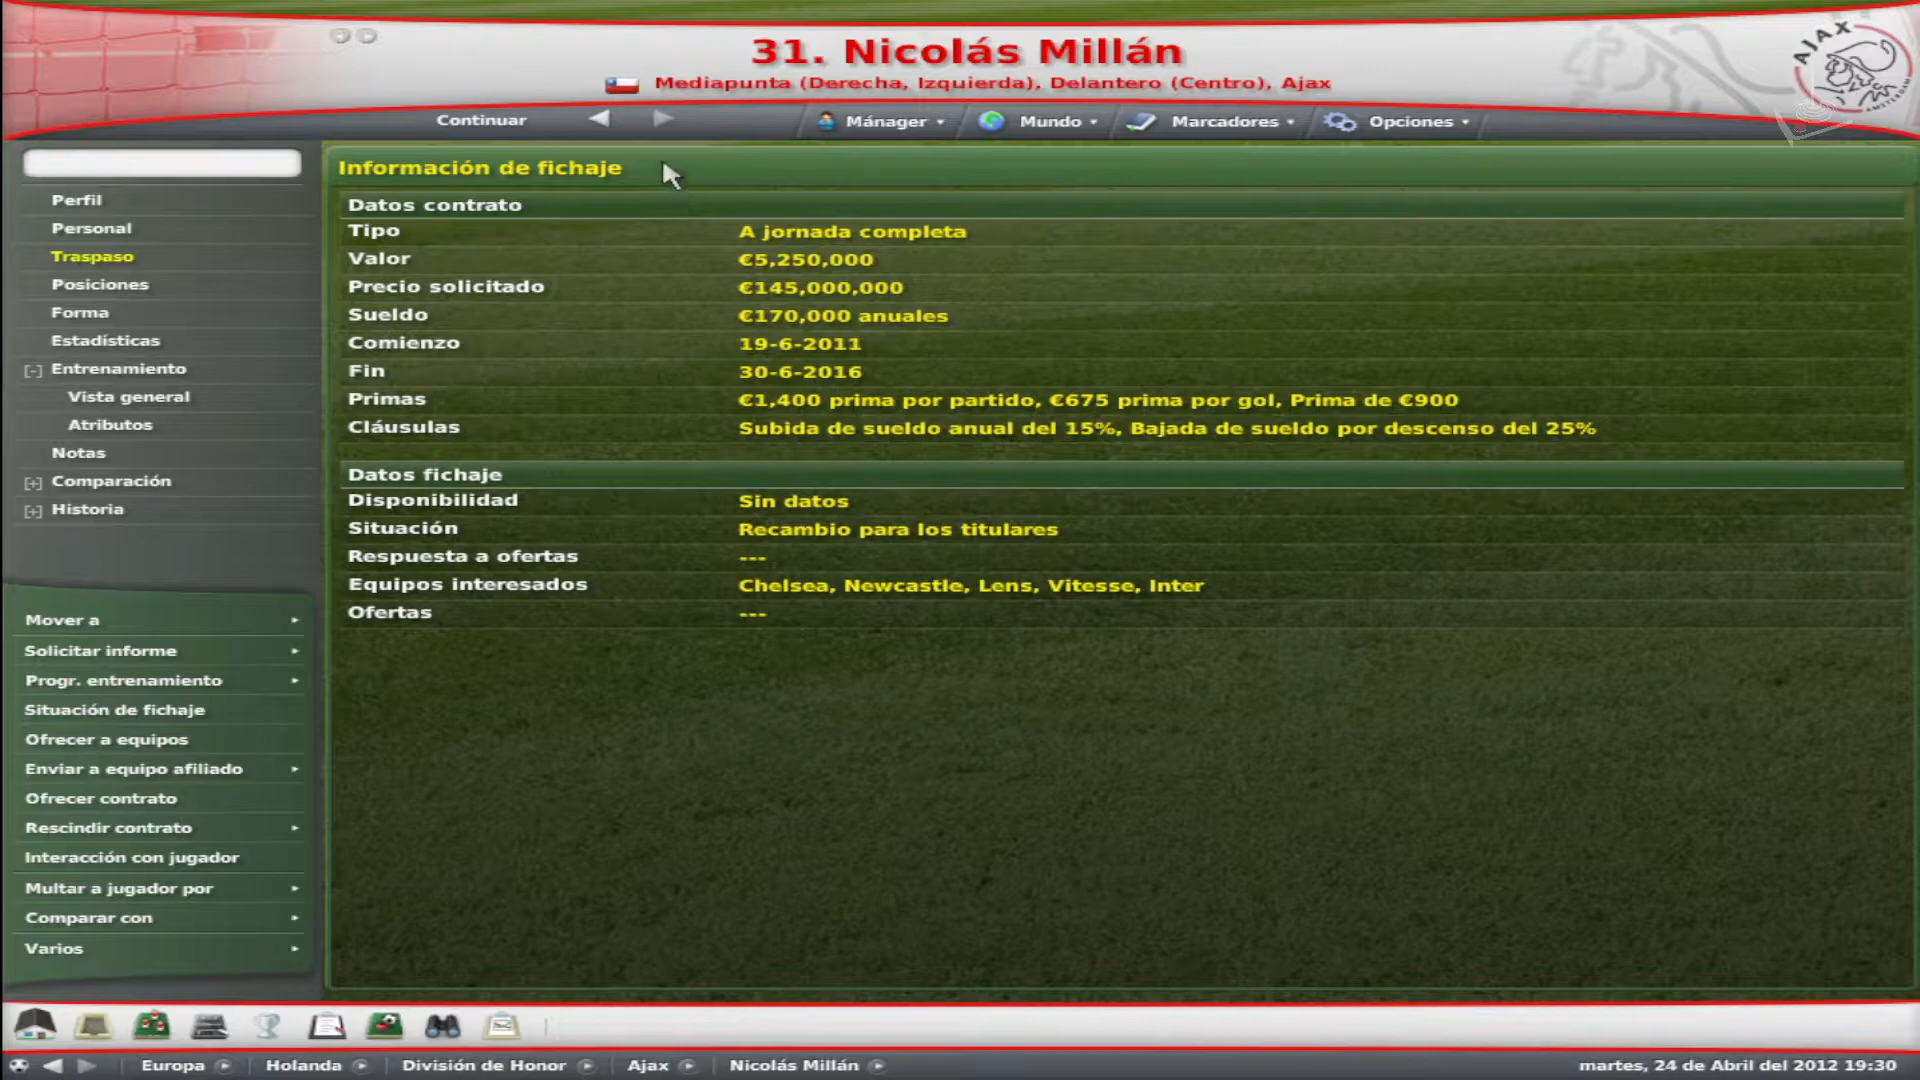 31. Nicolás Millán
Mediapunta (Derecha, Izquierda), Delantero (Centro), Ajax
AJAX
AMSTERDAM
Continuar
Mánager
Mundo
Marcadores
Opciones
Perfil
Personal
Traspaso
Posiciones
Forma
Estadísticas
[-] Entrenamiento
Vista general
Atributos
Notas
[+] Comparación
[+] Historia
Mover a
Solicitar informe
Progr. entrenamiento
Situación de fichaje
Ofrecer a equipos
Enviar a equipo afiliado
Ofrecer contrato
Rescindir contrato
Interacción con jugador
Multar a jugador por
Comparar con
Varios
Información de fichaje
Datos contrato
Tipo A jornada completa
Valor €5,250,000
Precio solicitado €145,000,000
Sueldo €170,000 anuales
Comienzo 19-6-2011
Fin 30-6-2016
Primas €1,400 prima por partido, €675 prima por gol, Prima de €900
Cláusulas Subida de sueldo anual del 15%, Bajada de sueldo por descenso del 25%
Datos fichaje
Disponibilidad Sin datos
Situación Recambio para los titulares
Respuesta a ofertas ---
Equipos interesados Chelsea, Newcastle, Lens, Vitesse, Inter
Ofertas ---
Europa Holanda División de Honor Ajax Nicolás Millán martes, 24 de Abril del 2012 19:30